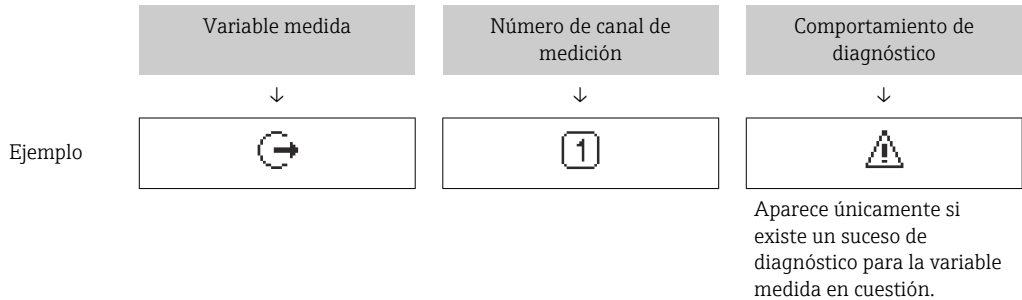 Variable medida
Número de canal de
medición
Comportamiento de
diagnóstico
↓
↓
↓
Ejemplo
1
Aparece únicamente si
existe un suceso de
diagnóstico para la variable
medida en cuestión.